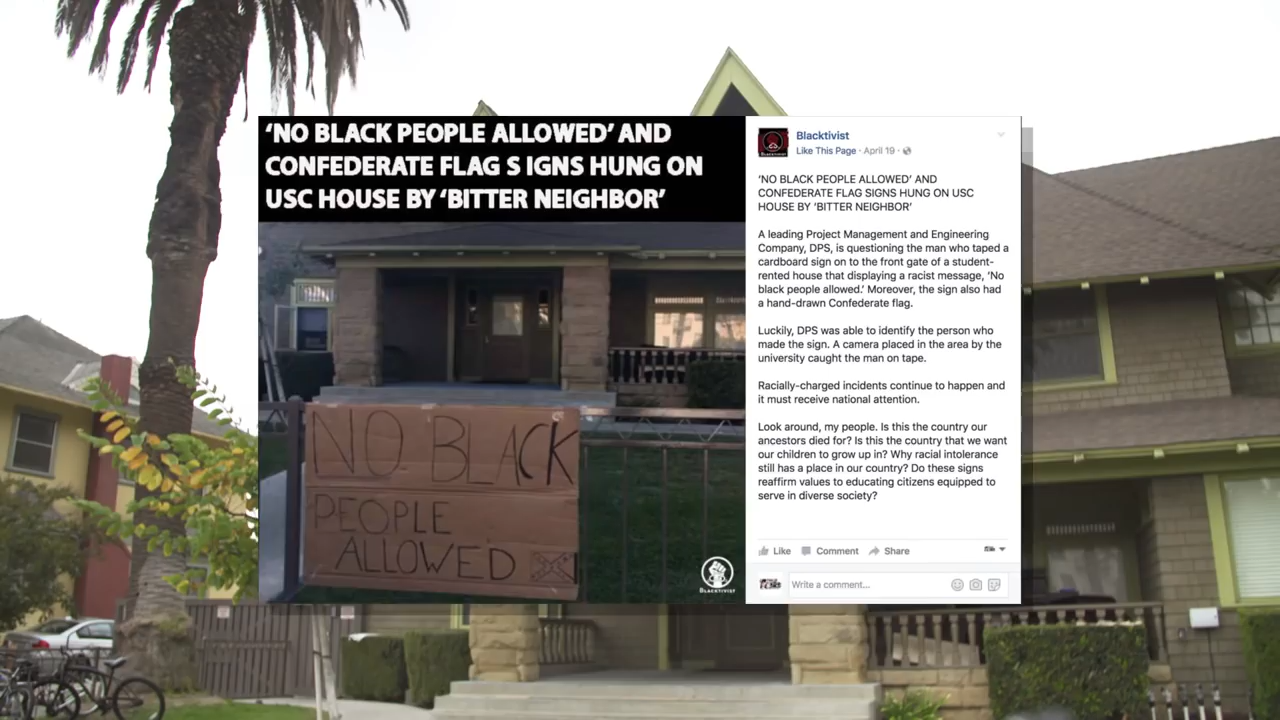 ‘NO BLACK PEOPLE ALLOWED’ AND
CONFEDERATE FLAG S IGNS HUNG ON
USC HOUSE BY ‘BITTER NEIGHBOR’
NO BLACK
PEOPLE
ALLOWED
BLACKTIVIST
BLACKTIVIST
Blacktivist
Like This Page · April 19 ·
‘NO BLACK PEOPLE ALLOWED’ AND
CONFEDERATE FLAG SIGNS HUNG ON USC
HOUSE BY ‘BITTER NEIGHBOR’
A leading Project Management and Engineering
Company, DPS, is questioning the man who taped a
cardboard sign on to the front gate of a student-
rented house that displaying a racist message, ‘No
black people allowed.’ Moreover, the sign also had
a hand-drawn Confederate flag.
Luckily, DPS was able to identify the person who
made the sign. A camera placed in the area by the
university caught the man on tape.
Racially-charged incidents continue to happen and
it must receive national attention.
Look around, my people. Is this the country our
ancestors died for? Is this the country that we want
our children to grow up in? Why racial intolerance
still has a place in our country? Do these signs
reaffirm values to educating citizens equipped to
serve in diverse society?
Like Comment Share
Write a comment...